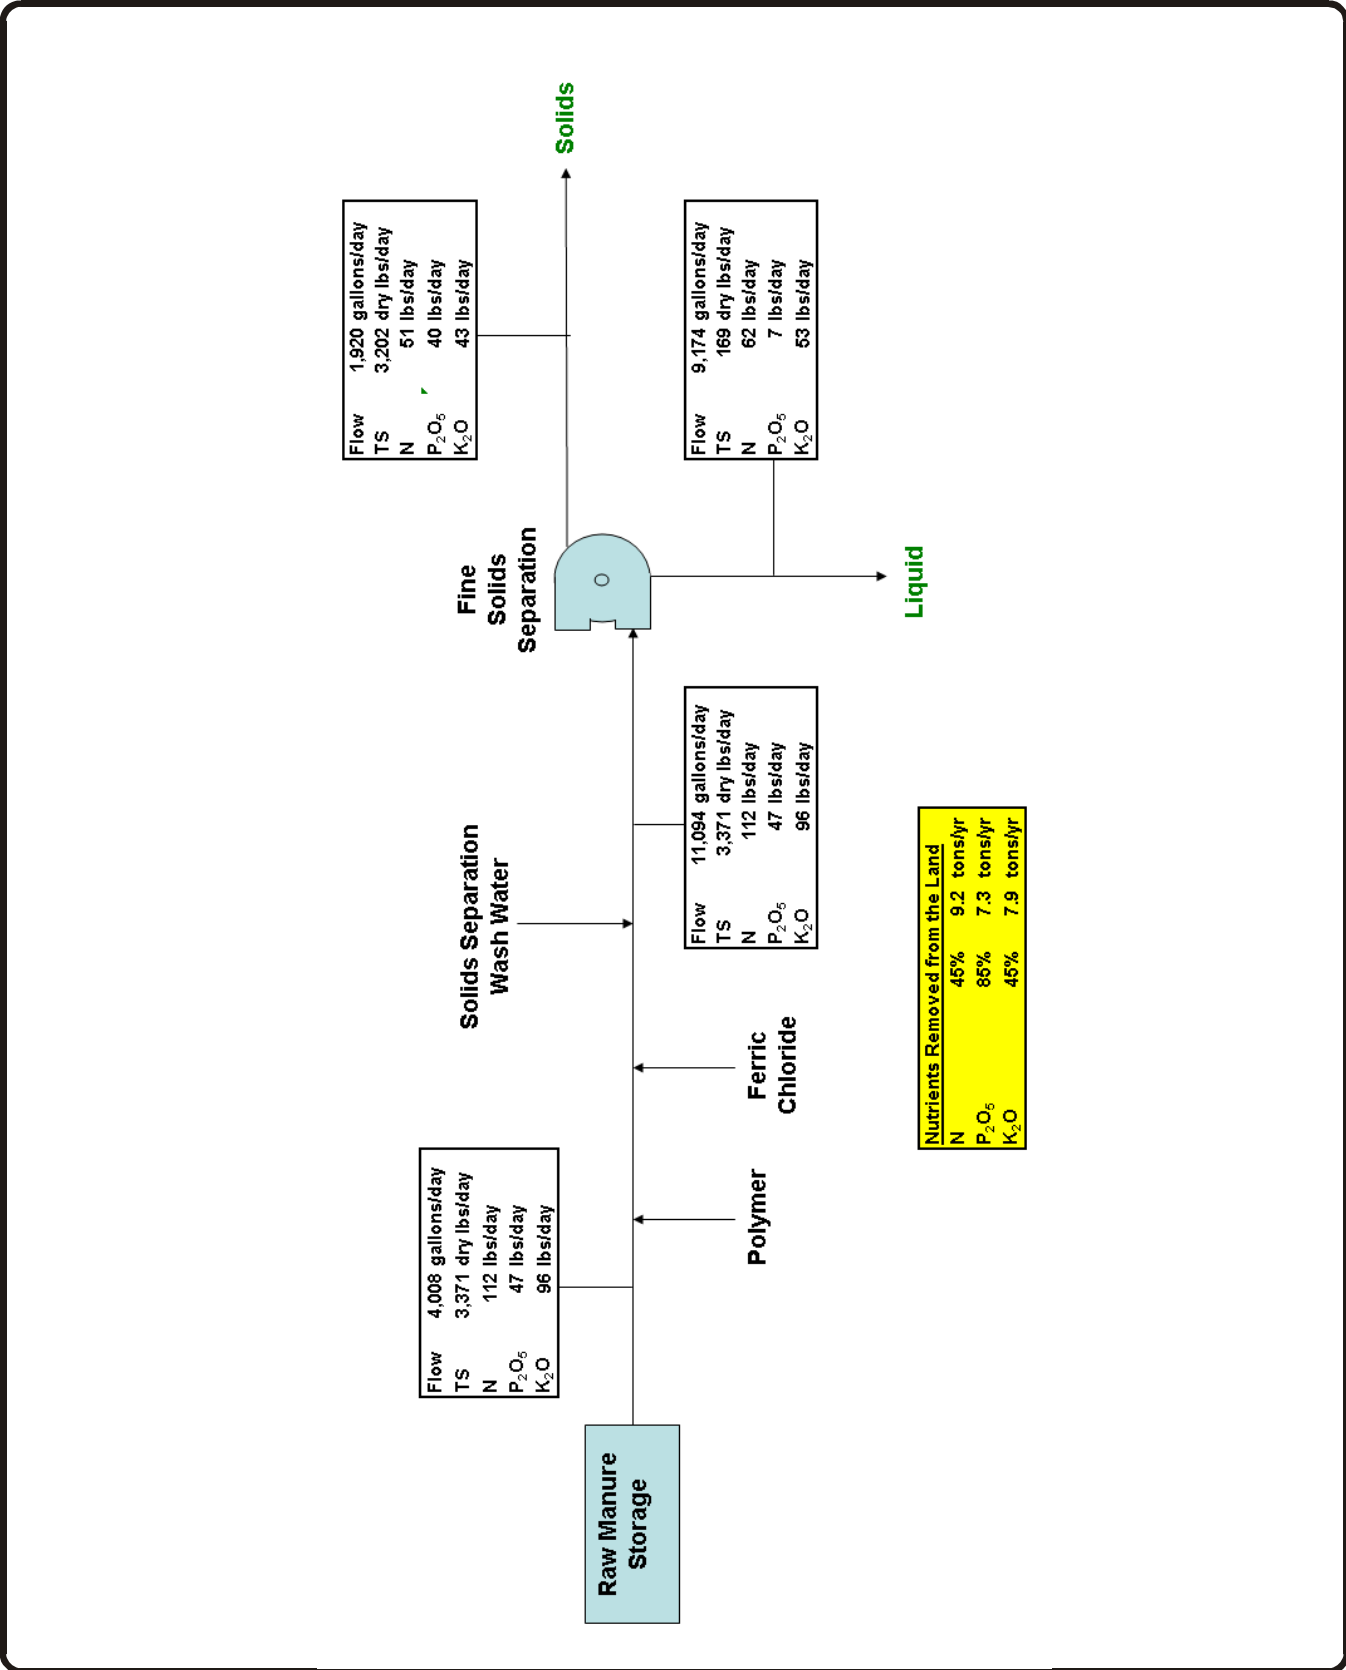 Raw Manure
Storage
Flow 4,008 gallons/day
TS 3,371 dry lbs/day
N 112 lbs/day
P₂O₅ 47 lbs/day
K₂O 96 lbs/day
Polymer
Ferric
Chloride
Solids Separation
Wash Water
Flow 11,094 gallons/day
TS 3,371 dry lbs/day
N 112 lbs/day
P₂O₅ 47 lbs/day
K₂O 96 lbs/day
Fine
Solids
Separation
Flow 1,920 gallons/day
TS 3,202 dry lbs/day
N 51 lbs/day
P₂O₅ 40 lbs/day
K₂O 43 lbs/day
Solids
Flow 9,174 gallons/day
TS 169 dry lbs/day
N 62 lbs/day
P₂O₅ 7 lbs/day
K₂O 53 lbs/day
Liquid
Nutrients Removed from the Land
N 45% 9.2 tons/yr
P₂O₅ 85% 7.3 tons/yr
K₂O 45% 7.9 tons/yr